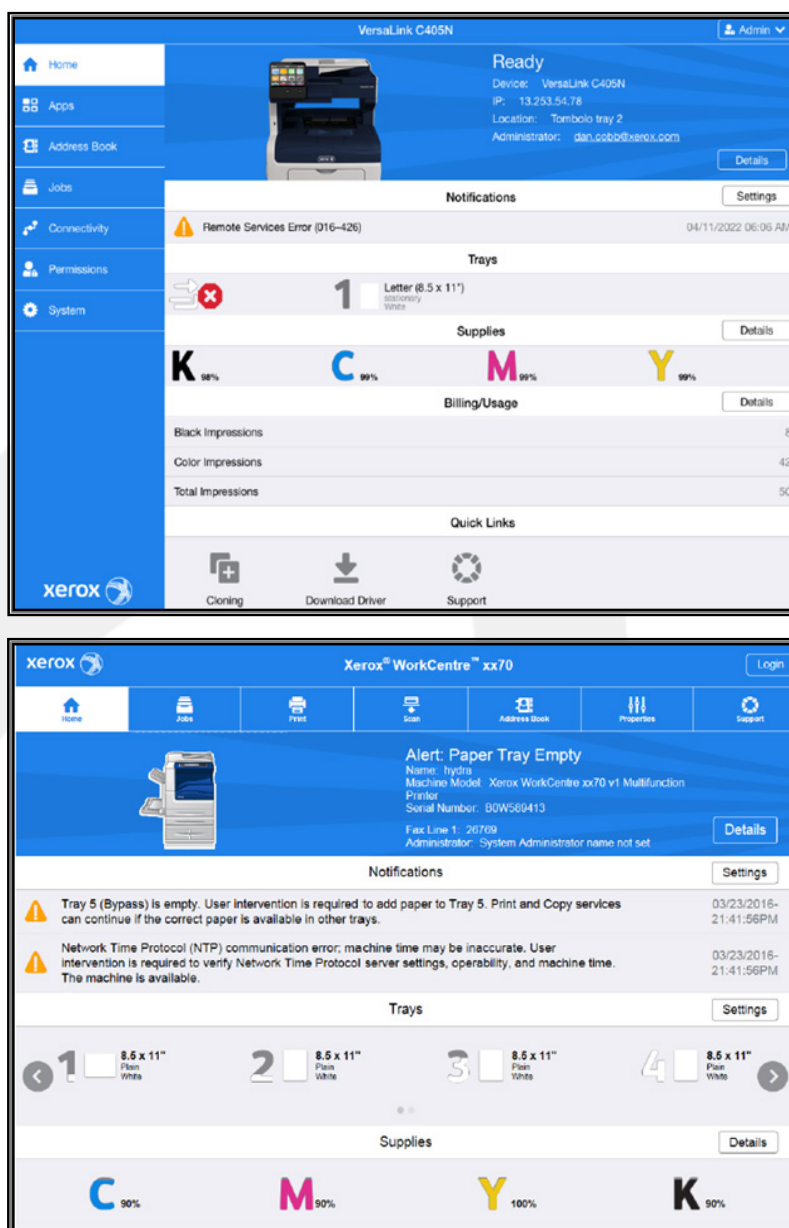 VersaLink C405N
Admin
Home
Apps
Address Book
Jobs
Connectivity
Permissions
System
xerox
Ready
Device: VersaLink C405N
IP: 13.253.54.78
Location: Tombolo tray 2
Administrator: dan.cobb@xerox.com
Details
Notifications
Settings
Remote Services Error (016-426)
04/11/2022 06:06 AM
Trays
1
Letter (8.5 x 11")
stationery
White
Supplies
Details
K 98%
C 99%
M 99%
Y 99%
Billing/Usage
Details
Black Impressions 8
Color Impressions 42
Total Impressions 50
Quick Links
Cloning
Download Driver
Support
xerox
Xerox® WorkCentre™ xx70
Login
Home
Jobs
Print
Scan
Address Book
Properties
Support
Alert: Paper Tray Empty
Name: hydra
Machine Model: Xerox WorkCentre xx70 v1 Multifunction
Printer
Serial Number: B0W589413
Fax Line 1: 26769
Administrator: System Administrator name not set
Details
Notifications
Settings
Tray 5 (Bypass) is empty. User intervention is required to add paper to Tray 5. Print and Copy services
can continue if the correct paper is available in other trays.
03/23/2016-
21:41:56PM
Network Time Protocol (NTP) communication error; machine time may be inaccurate. User
intervention is required to verify Network Time Protocol server settings, operability, and machine time.
The machine is available.
03/23/2016-
21:41:56PM
Trays
Settings
1
8.5 x 11"
Plain
White
2
8.5 x 11"
Plain
White
3
8.5 x 11"
Plain
White
4
8.5 x 11"
Plain
White
Supplies
Details
C 90%
M 90%
Y 100%
K 90%